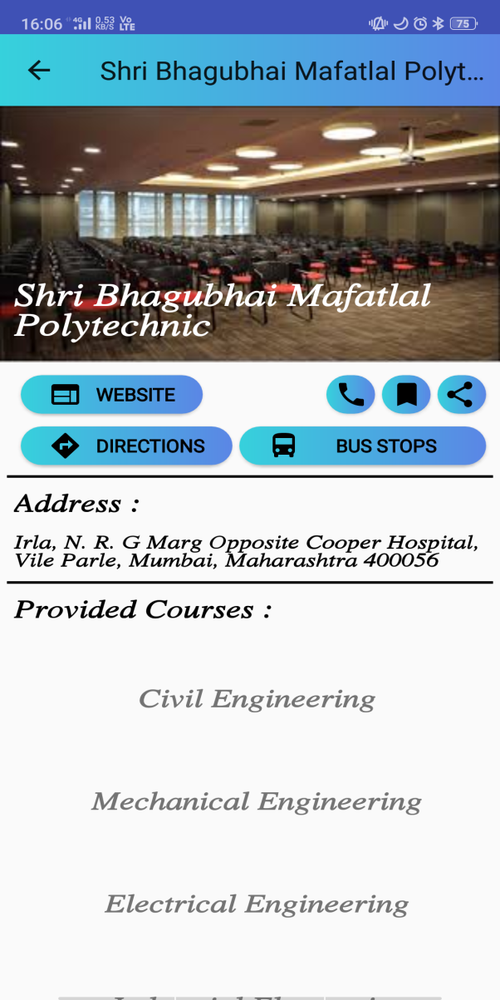 16:06 4G 0.53 KB/S Vo LTE 75
Shri Bhagubhai Mafatlal Polyt...
Shri Bhagubhai Mafatlal
Polytechnic
WEBSITE
DIRECTIONS BUS STOPS
Address :
Irla, N. R. G Marg Opposite Cooper Hospital,
Vile Parle, Mumbai, Maharashtra 400056
Provided Courses :
Civil Engineering
Mechanical Engineering
Electrical Engineering